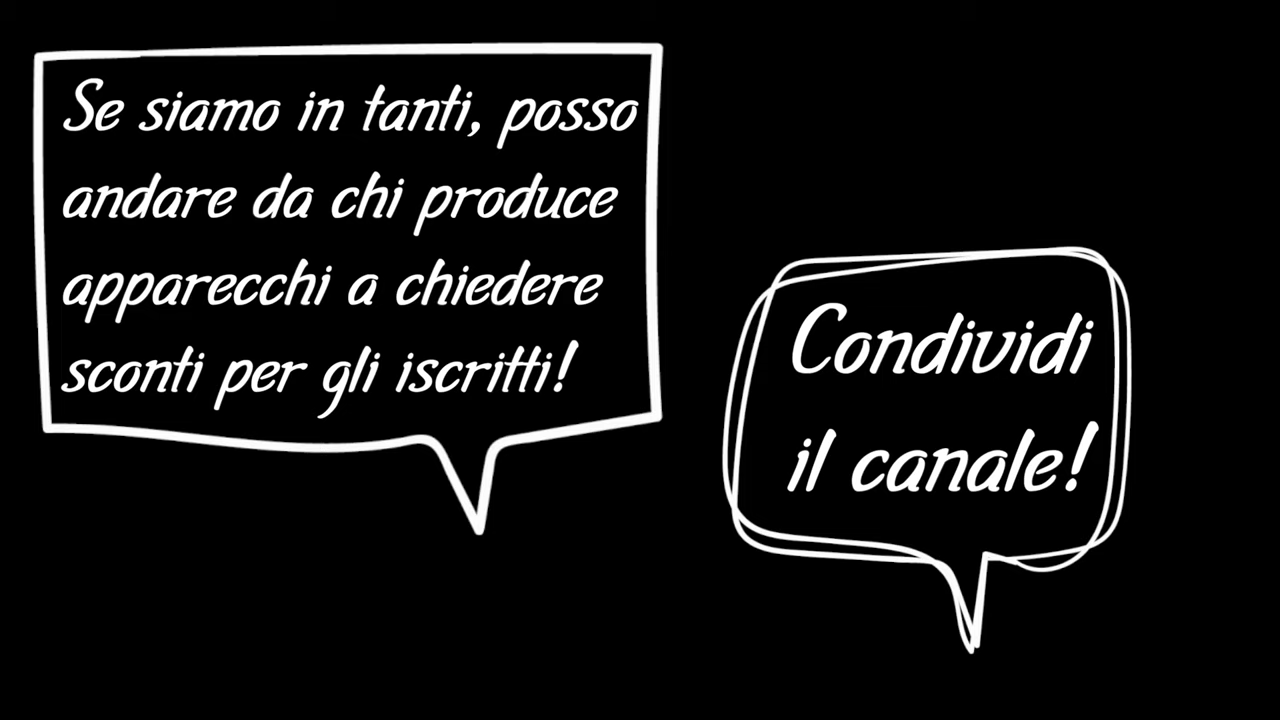 Se siamo in tanti, posso
andare da chi produce
apparecchi a chiedere
sconti per gli iscritti!
Condividi
il canale!